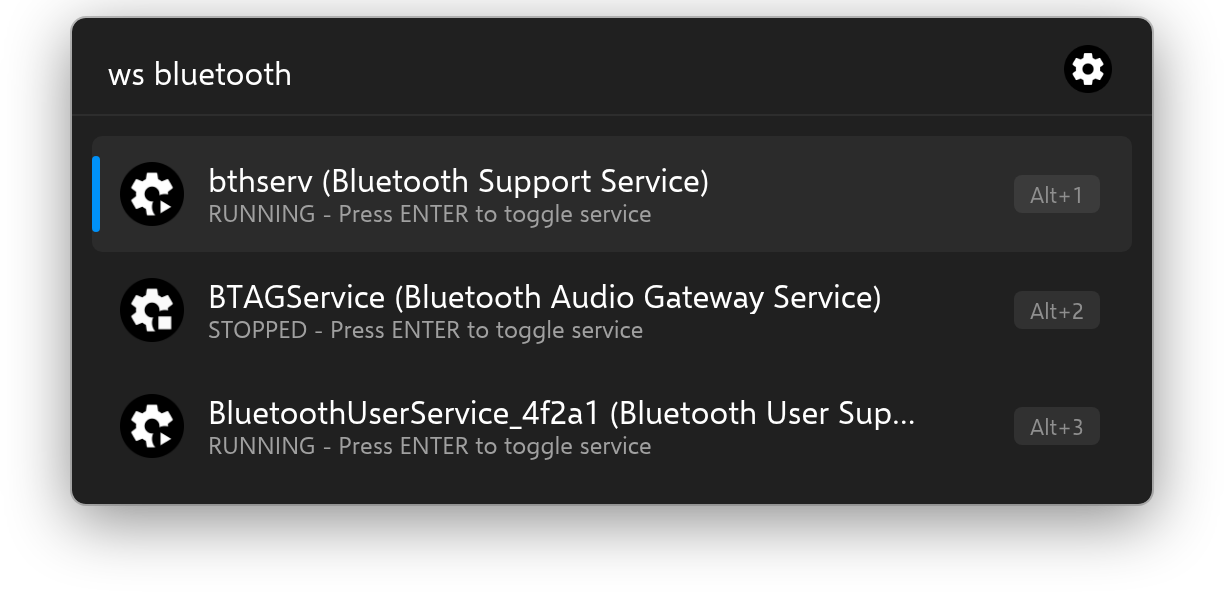 ws bluetooth
bthserv (Bluetooth Support Service)
RUNNING - Press ENTER to toggle service
Alt+1
BTAGService (Bluetooth Audio Gateway Service)
STOPPED - Press ENTER to toggle service
Alt+2
BluetoothUserService_4f2a1 (Bluetooth User Sup...
RUNNING - Press ENTER to toggle service
Alt+3